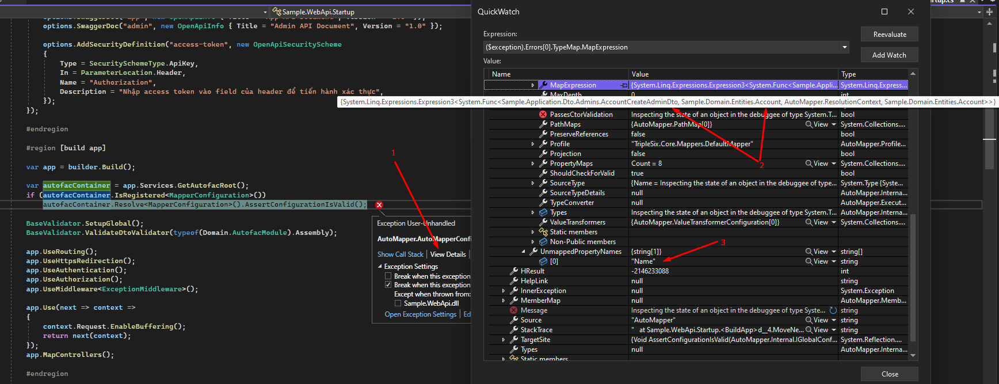 Sample.WebApi.Startup
options.SwaggerDoc("admin", new OpenApiInfo { Title = "Admin API Document", Version = "1.0" });
options.AddSecurityDefinition("access-token", new OpenApiSecurityScheme
{
Type = SecuritySchemeType.ApiKey,
In = ParameterLocation.Header,
Name = "Authorization",
Description = "Nhập access token vào field của header để tiến hành xác thực",
});
});
#endregion
#region [build app]
var app = builder.Build();
var autofacContainer = app.Services.GetAutofacRoot();
if (autofacContainer.IsRegistered<MapperConfiguration>())
autofacContainer.Resolve<MapperConfiguration>().AssertConfigurationIsValid();
BaseValidator.SetupGlobal();
BaseValidator.ValidateDtoValidator(typeof(Domain.AutofacModule).Assembly);
app.UseRouting();
app.UseHttpsRedirection();
app.UseAuthentication();
app.UseAuthorization();
app.UseMiddleware<ExceptionMiddleware>();
app.Use(next => context =>
{
context.Request.EnableBuffering();
return next(context);
});
app.MapControllers();
#endregion
1
Exception User-Unhandled
AutoMapper.AutoMapperConfi
Show Call Stack | View Details |
Exception Settings
Break when this exception
Break when this exception
Except when thrown from:
Sample.WebApi.dll
Open Exception Settings | Ed
QuickWatch
Expression:
Reevaluate
($exception).Errors[0].TypeMap.MapExpression
Add Watch
Value:
Name Value Type
MapExpression {System.Linq.Expressions.Expression3<System.Func<Sample.Appli... System.Linq.Express...
MaxDepth 0 int
{System.Linq.Expressions.Expression3<System.Func<Sample.Application.Dto.Admins.AccountCreateAdminDto, Sample.Domain.Entities.Account, AutoMapper.ResolutionContext, Sample.Domain.Entities.Account>>}
PassesCtorValidation Inspecting the state of an object in the debuggee of type System.T... bool
PathMaps {AutoMapper.PathMap[0]} View System.Collections....
PreserveReferences false bool
Profile "TripleSix.Core.Mappers.DefaultMapper" AutoMapper.Profile...
Projection false bool
PropertyMaps Count = 8 View System.Collections....
2
ShouldCheckForValid true bool
SourceType {Name = Inspecting the state of an object in the debuggee of type... System.Type {Syste...
SourceTypeDetails null AutoMapper.Interna...
TypeConverter null AutoMapper.Execut...
Types Inspecting the state of an object in the debuggee of type System.T... AutoMapper.Interna...
ValueTransformers {AutoMapper.ValueTransformerConfiguration[0]} View System.Collections....
Static members
Non-Public members
3
UnmappedPropertyNames {string[1]} View string[]
[0] "Name" View string
HResult -2146233088 int
HelpLink null string
InnerException null System.Exception
MemberMap null AutoMapper.Memb...
Message Inspecting the state of an object in the debuggee of type Syste... string
Source "AutoMapper" View string
StackTrace " at Sample.WebApi.Startup.<BuildApp>d__4.MoveNe... View string
TargetSite {Void AssertConfigurationIsValid(AutoMapper.Internal.IGlobalConf... System.Reflection....
Types null AutoMapper.Interna...
Static members
Close